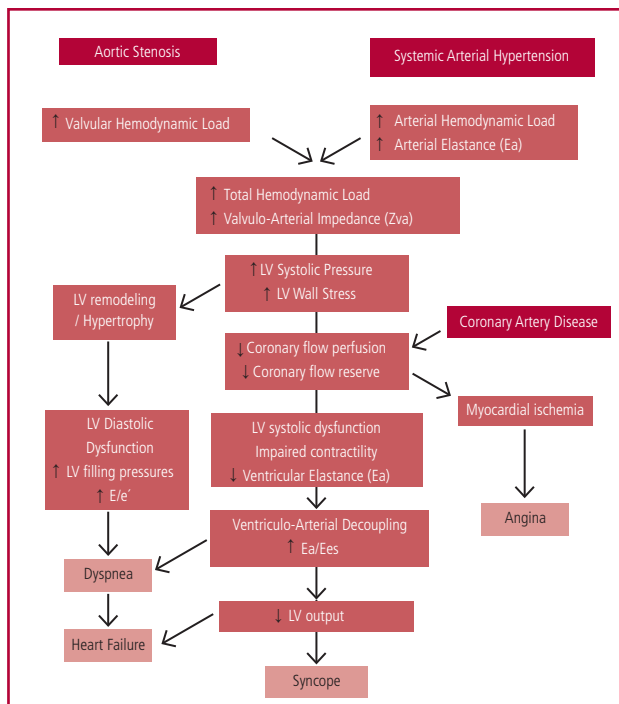 Aortic Stenosis
Systemic Arterial Hypertension
↑ Valvular Hemodynamic Load
↑ Arterial Hemodynamic Load
↑ Arterial Elastance (Ea)
↑ Total Hemodynamic Load
↑ Valvulo-Arterial Impedance (Zva)
↑ LV Systolic Pressure
↑ LV Wall Stress
LV remodeling
/ Hypertrophy
Coronary Artery Disease
↓ Coronary flow perfusion
↓ Coronary flow reserve
Myocardial ischemia
LV Diastolic
Dysfunction
↑ LV filling pressures
↑ E/e´
LV systolic dysfunction
Impaired contractility
↓ Ventricular Elastance (Ea)
Angina
Ventriculo-Arterial Decoupling
↑ Ea/Ees
Dyspnea
↓ LV output
Heart Failure
Syncope